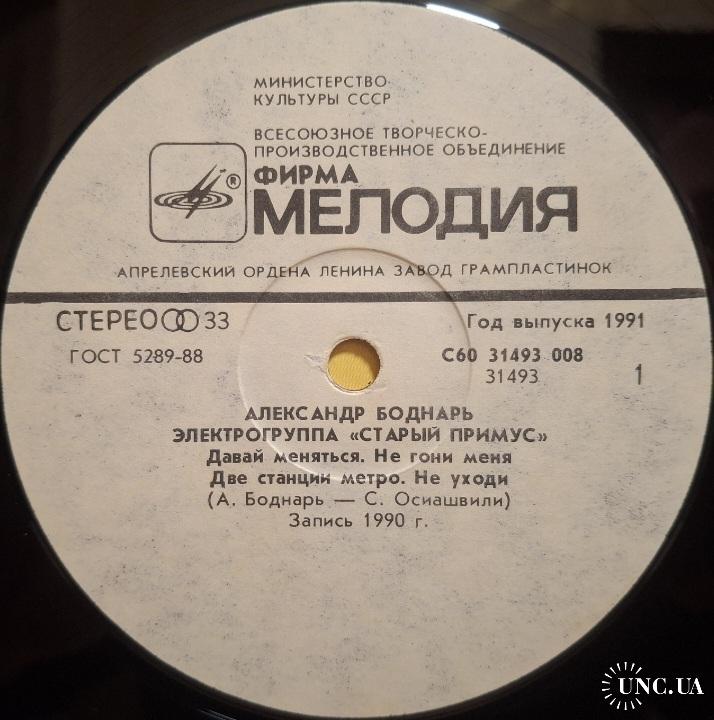 МИНИСТЕРСТВО
КУЛЬТУРЫ СССР
ВСЕСОЮЗНОЕ ТВОРЧЕСКО-
ПРОИЗВОДСТВЕННОЕ ОБЪЕДИНЕНИЕ
ФИРМА
®
МЕЛОДИЯ
АПРЕЛЕВСКИЙ ОРДЕНА ЛЕНИНА ЗАВОД ГРАМПЛАСТИНОК
СТЕРЕО 33
Год выпуска 1991
ГОСТ 5289-88
С60 31493 008
31493
1
АЛЕКСАНДР БОДНАРЬ
ЭЛЕКТРОГРУППА «СТАРЫЙ ПРИМУС»
Давай меняться. Не гони меня
Две станции метро. Не уходи
(А. Боднарь — С. Осиашвили)
Запись 1990 г.
UNC.UA